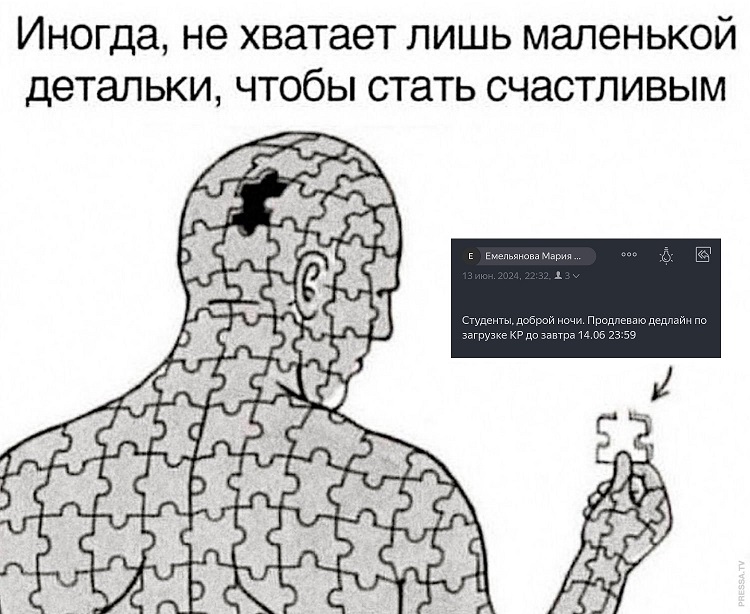 Иногда, не хватает лишь маленькой
детальки, чтобы стать счастливым
Е Емельянова Мария ...
13 июн. 2024, 22:32, 3
Студенты, доброй ночи. Продлеваю дедлайн по
загрузке КР до завтра 14.06 23:59
PRESSA.TV